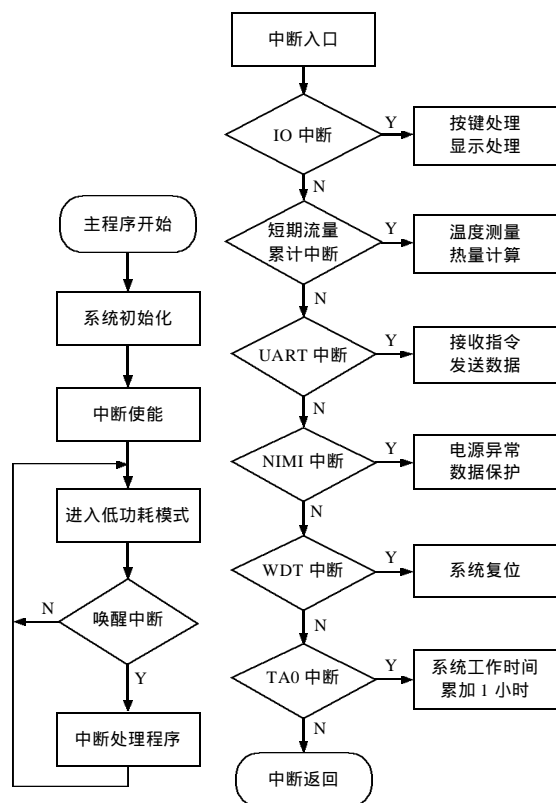 主程序开始
系统初始化
中断使能
进入低功耗模式
唤醒中断
N
Y
中断处理程序
中断入口
IO 中断
Y
按键处理
显示处理
N
短期流量
累计中断
Y
温度测量
热量计算
N
UART 中断
Y
接收指令
发送数据
N
NIMI 中断
Y
电源异常
数据保护
N
WDT 中断
Y
系统复位
N
TA0 中断
Y
系统工作时间
累加 1 小时
N
中断返回